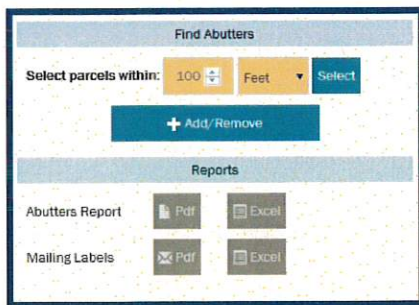 Find Abutters
Select parcels within: 100 Feet Select
Add/Remove
Reports
Abutters Report Pdf Excel
Mailing Labels Pdf Excel